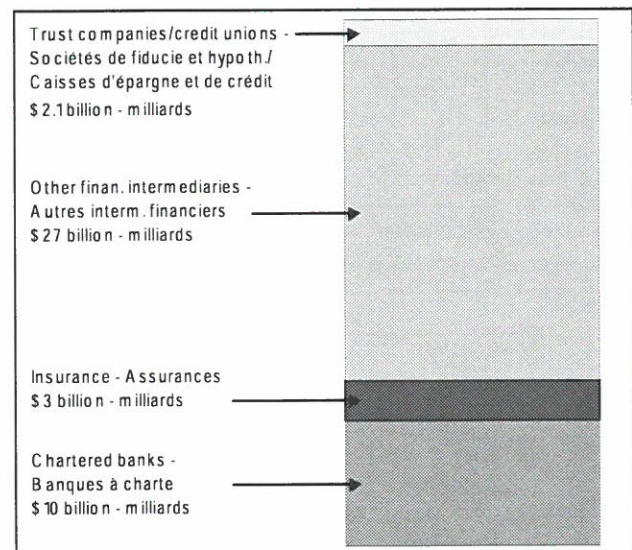 Trust companies/credit unions -
Sociétés de fiducie et hypoth./
Caisses d'épargne et de crédit
$2.1 billion - milliards
Other finan. intermediaries -
Autres interm. financiers
$27 billion - milliards
Insurance - Assurances
$3 billion - milliards
Chartered banks -
Banques à charte
$10 billion - milliards